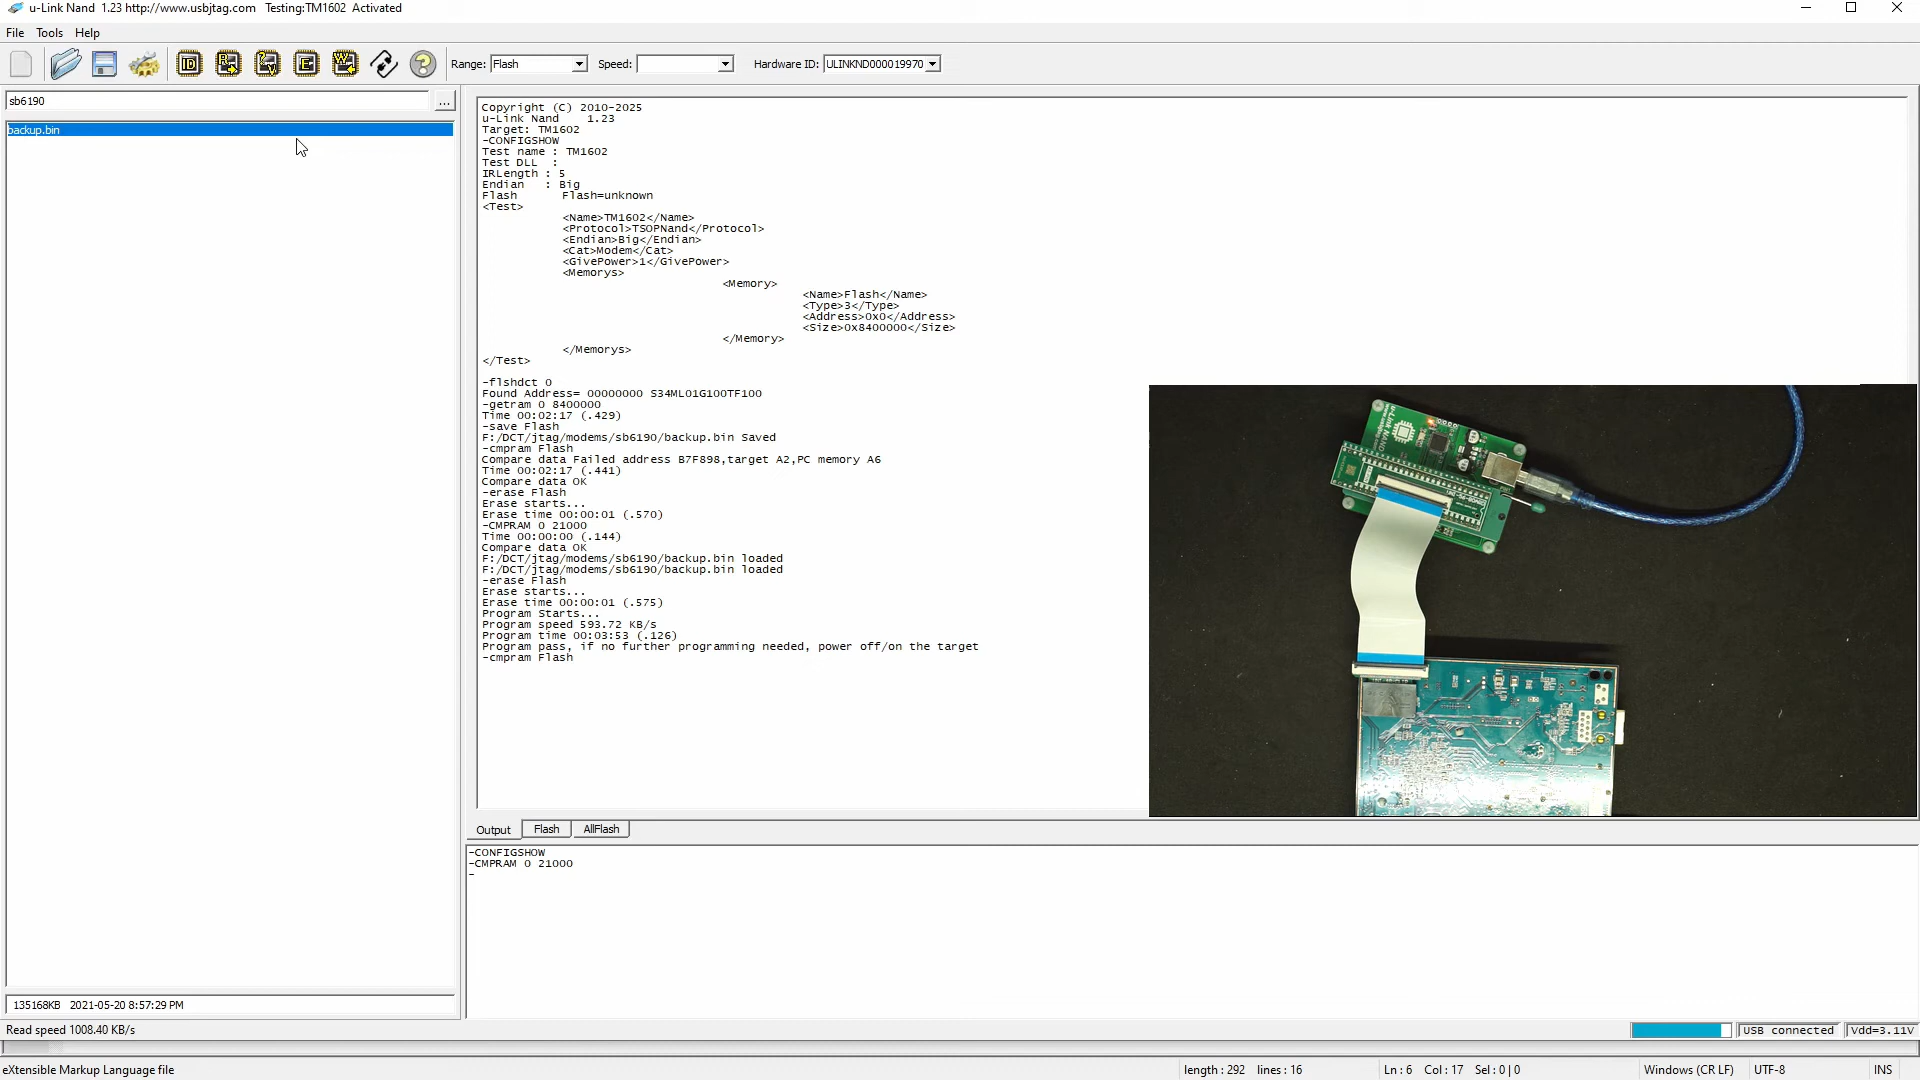 u-Link Nand 1.23 http://www.usbjtag.com Testing:TM1602 Activated
File Tools Help
ID R V E W ?
Range: Flash Speed: Hardware ID: ULINKND000019970
sb6190 ...
backup.bin
Copyright (C) 2010-2025
u-Link Nand 1.23
Target: TM1602
-CONFIGSHOW
Test name : TM1602
Test DLL :
IRLength : 5
Endian : Big
Flash Flash=unknown
<Test>
<Name>TM1602</Name>
<Protocol>TSOPNand</Protocol>
<Endian>Big</Endian>
<Cat>Modem</Cat>
<GivePower>1</GivePower>
<Memorys>
<Memory>
<Name>Flash</Name>
<Type>3</Type>
<Address>0x0</Address>
<Size>0x8400000</Size>
</Memory>
</Memorys>
</Test>
-flshdct 0
Found Address= 00000000 S34ML01G100TF100
-getram 0 8400000
Time 00:02:17 (.429)
-save Flash
F:/DCT/jtag/modems/sb6190/backup.bin Saved
-cmpram Flash
Compare data Failed address B7F898,target A2,PC memory A6
Time 00:02:17 (.441)
Compare data OK
-erase Flash
Erase starts...
Erase time 00:00:01 (.570)
-CMPRAM 0 21000
Time 00:00:00 (.144)
Compare data OK
F:/DCT/jtag/modems/sb6190/backup.bin loaded
F:/DCT/jtag/modems/sb6190/backup.bin loaded
-erase Flash
Erase starts...
Erase time 00:00:01 (.575)
Program Starts...
Program speed 593.72 KB/s
Program time 00:03:53 (.126)
Program pass, if no further programming needed, power off/on the target
-cmpram Flash
u-Link NAND
Output Flash AllFlash
-CONFIGSHOW
-CMPRAM 0 21000
-
135168KB 2021-05-20 8:57:29 PM
Read speed 1008.40 KB/s
USB connected Vdd=3.11V
eXtensible Markup Language file length : 292 lines : 16 Ln : 6 Col : 17 Sel : 0 | 0 Windows (CR LF) UTF-8 INS